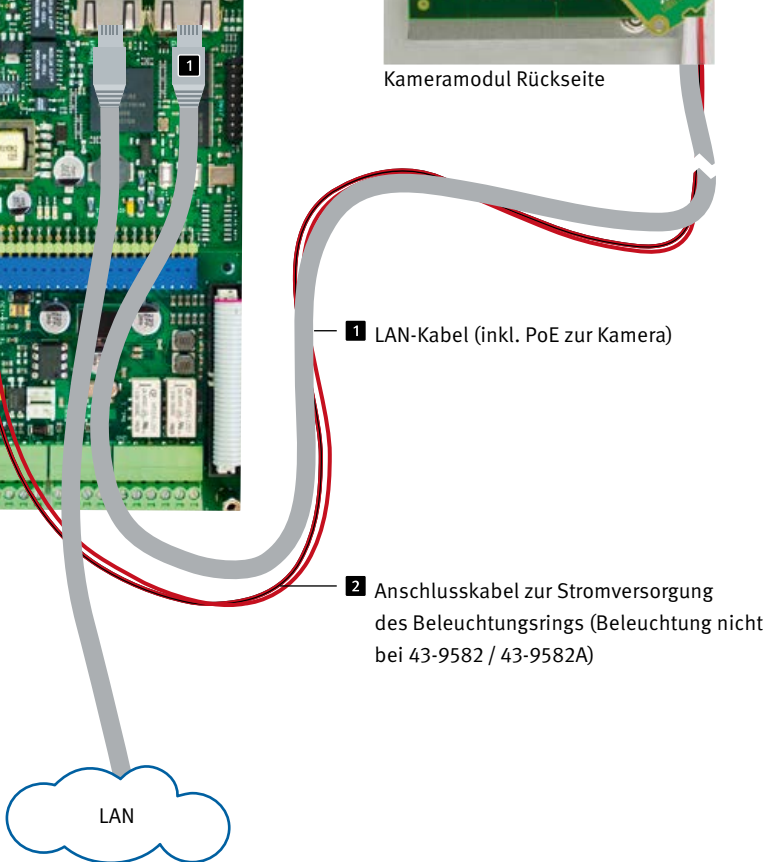 1
Kameramodul Rückseite
1 LAN-Kabel (inkl. PoE zur Kamera)
2 Anschlusskabel zur Stromversorgung
des Beleuchtungsrings (Beleuchtung nicht
bei 43-9582 / 43-9582A)
LAN